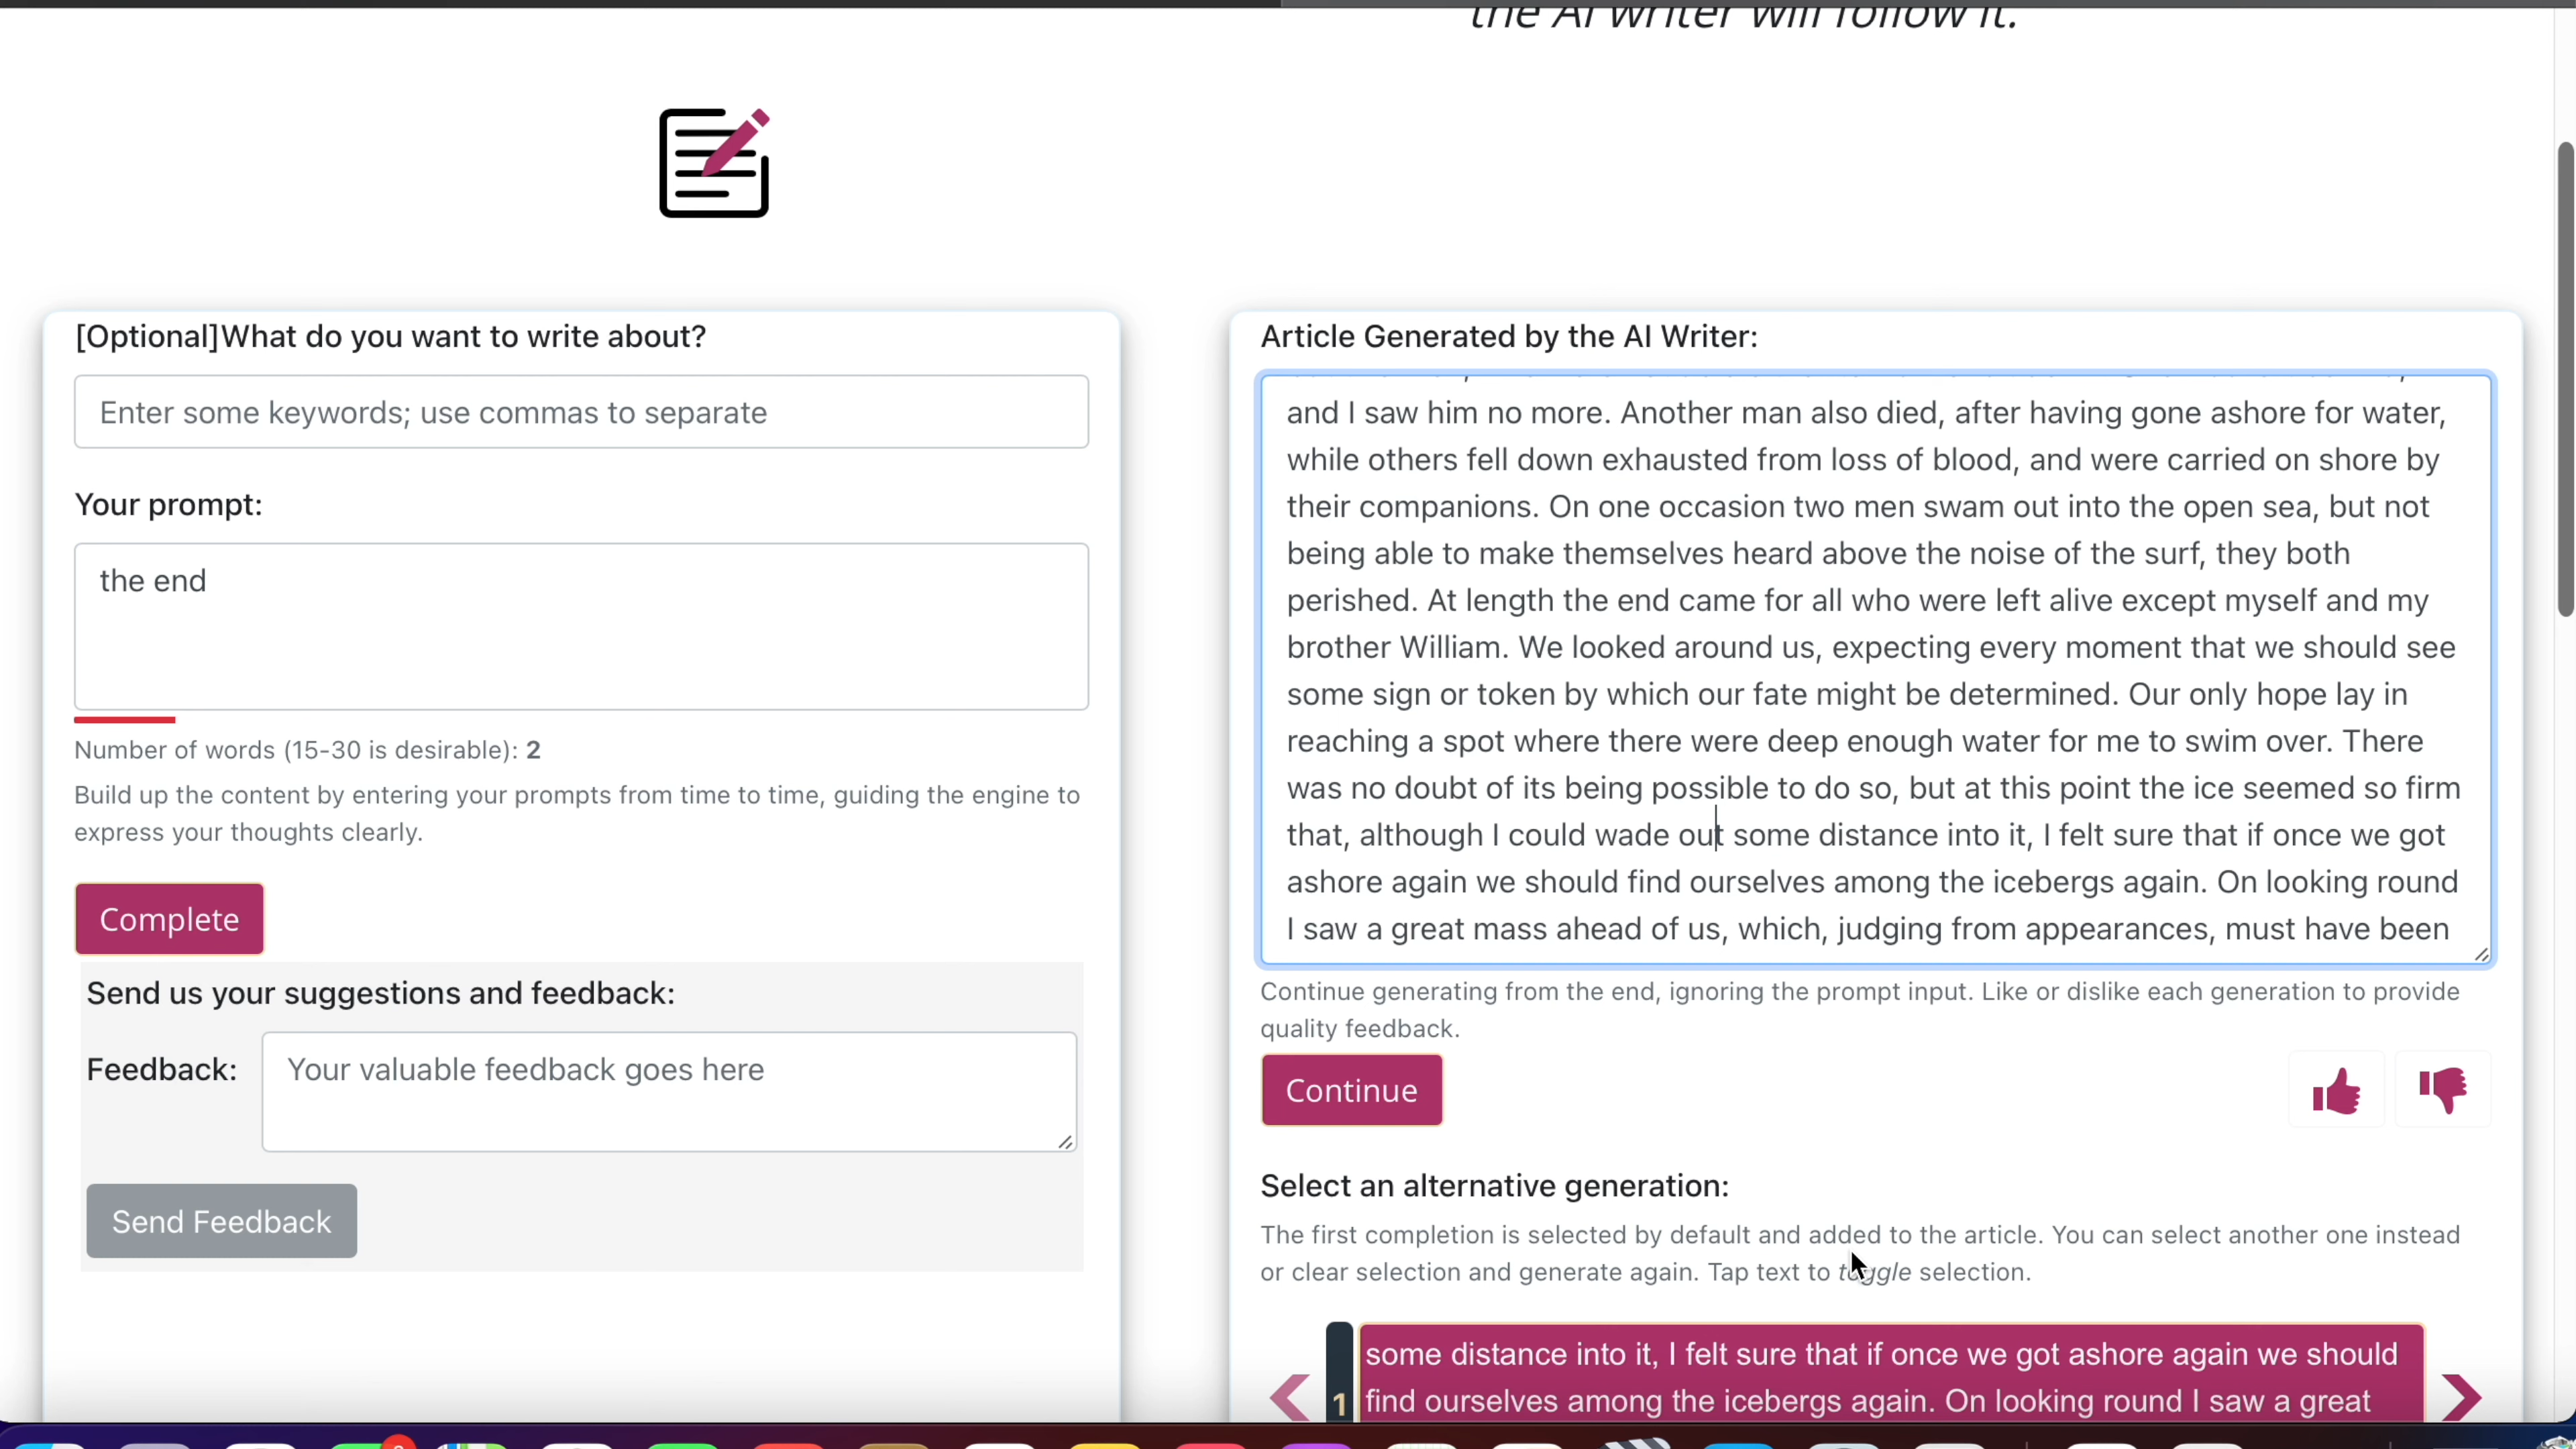 the AI writer will follow it.
[Optional]What do you want to write about?
Enter some keywords; use commas to separate
Your prompt:
the end
Number of words (15-30 is desirable): 2
Build up the content by entering your prompts from time to time, guiding the engine to
express your thoughts clearly.
Complete
Send us your suggestions and feedback:
Feedback:
Your valuable feedback goes here
Send Feedback
Article Generated by the AI Writer:
and I saw him no more. Another man also died, after having gone ashore for water,
while others fell down exhausted from loss of blood, and were carried on shore by
their companions. On one occasion two men swam out into the open sea, but not
being able to make themselves heard above the noise of the surf, they both
perished. At length the end came for all who were left alive except myself and my
brother William. We looked around us, expecting every moment that we should see
some sign or token by which our fate might be determined. Our only hope lay in
reaching a spot where there were deep enough water for me to swim over. There
was no doubt of its being possible to do so, but at this point the ice seemed so firm
that, although I could wade out some distance into it, I felt sure that if once we got
ashore again we should find ourselves among the icebergs again. On looking round
I saw a great mass ahead of us, which, judging from appearances, must have been
Continue generating from the end, ignoring the prompt input. Like or dislike each generation to provide
quality feedback.
Continue
Select an alternative generation:
The first completion is selected by default and added to the article. You can select another one instead
or clear selection and generate again. Tap text to toggle selection.
1
some distance into it, I felt sure that if once we got ashore again we should
find ourselves among the icebergs again. On looking round I saw a great